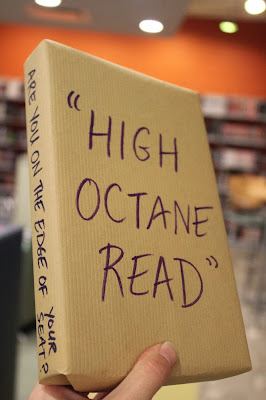 "HIGH
OCTANE
READ"
ARE YOU ON THE EDGE OF YOUR SEAT?